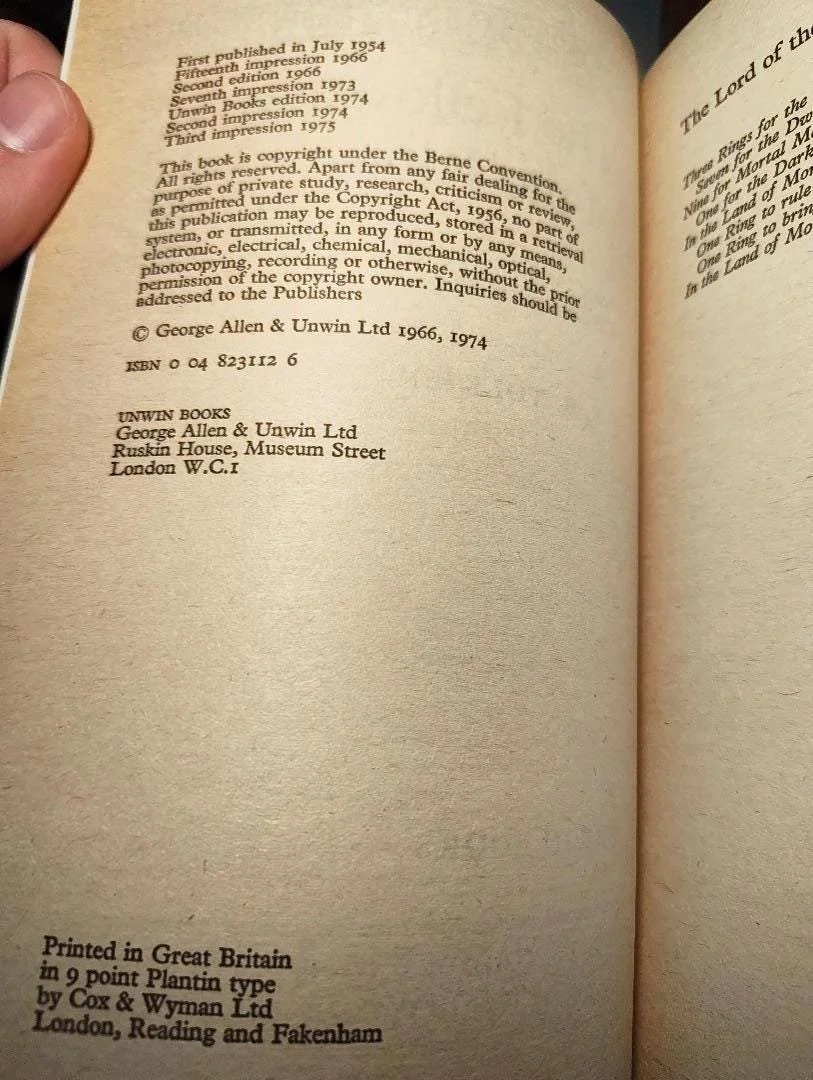 First published in July 1954
Fifteenth impression 1966
Second edition 1966
Seventh impression 1973
Unwin Books edition 1974
Second impression 1974
Third impression 1975
This book is copyright under the Berne Convention.
All rights reserved. Apart from any fair dealing for the
purpose of private study, research, criticism or review,
as permitted under the Copyright Act, 1956, no part of
this publication may be reproduced, stored in a retrieval
system, or transmitted, in any form or by any means,
electronic, electrical, chemical, mechanical, optical,
photocopying, recording or otherwise, without the prior
permission of the copyright owner. Inquiries should be
addressed to the Publishers
© George Allen & Unwin Ltd 1966, 1974
ISBN 0 04 823112 6
UNWIN BOOKS
George Allen & Unwin Ltd
Ruskin House, Museum Street
London W.C.1
Printed in Great Britain
in 9 point Plantin type
by Cox & Wyman Ltd
London, Reading and Fakenham
The Lord of the
Three Rings for the
Seven for the Dw
Nine for Mortal M
One for the Dark
In the Land of Mor
One Ring to rule
One Ring to brin
In the Land of Mo